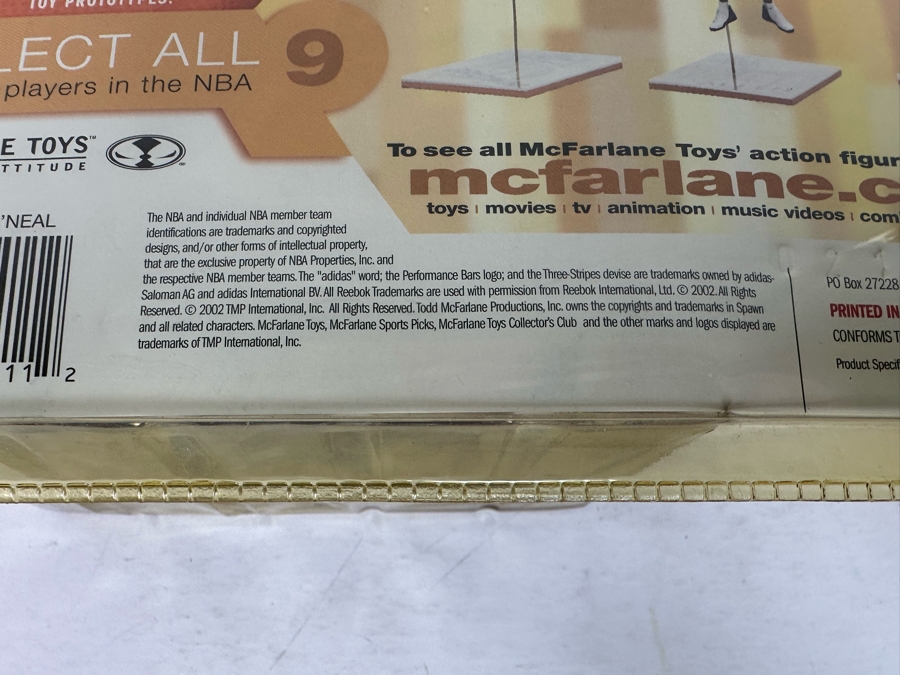 TOY PROTOTYPES.
LECT ALL 9
players in the NBA
E TOYS™
TTITUDE
'NEAL
11 2
To see all McFarlane Toys' action figur
mcfarlane.c
toys | movies | tv | animation | music videos | com
The NBA and individual NBA member team
identifications are trademarks and copyrighted
designs, and/or other forms of intellectual property,
that are the exclusive property of NBA Properties, Inc. and
the respective NBA member teams. The "adidas" word; the Performance Bars logo; and the Three-Stripes devise are trademarks owned by adidas-
Saloman AG and adidas International BV. All Reebok Trademarks are used with permission from Reebok International, Ltd. © 2002. All Rights
Reserved. © 2002 TMP International, Inc. All Rights Reserved. Todd McFarlane Productions, Inc. owns the copyrights and trademarks in Spawn
and all related characters. McFarlane Toys, McFarlane Sports Picks, McFarlane Toys Collector's Club and the other marks and logos displayed are
trademarks of TMP International, Inc.
PO Box 27228
PRINTED IN
CONFORMS T
Product Specif